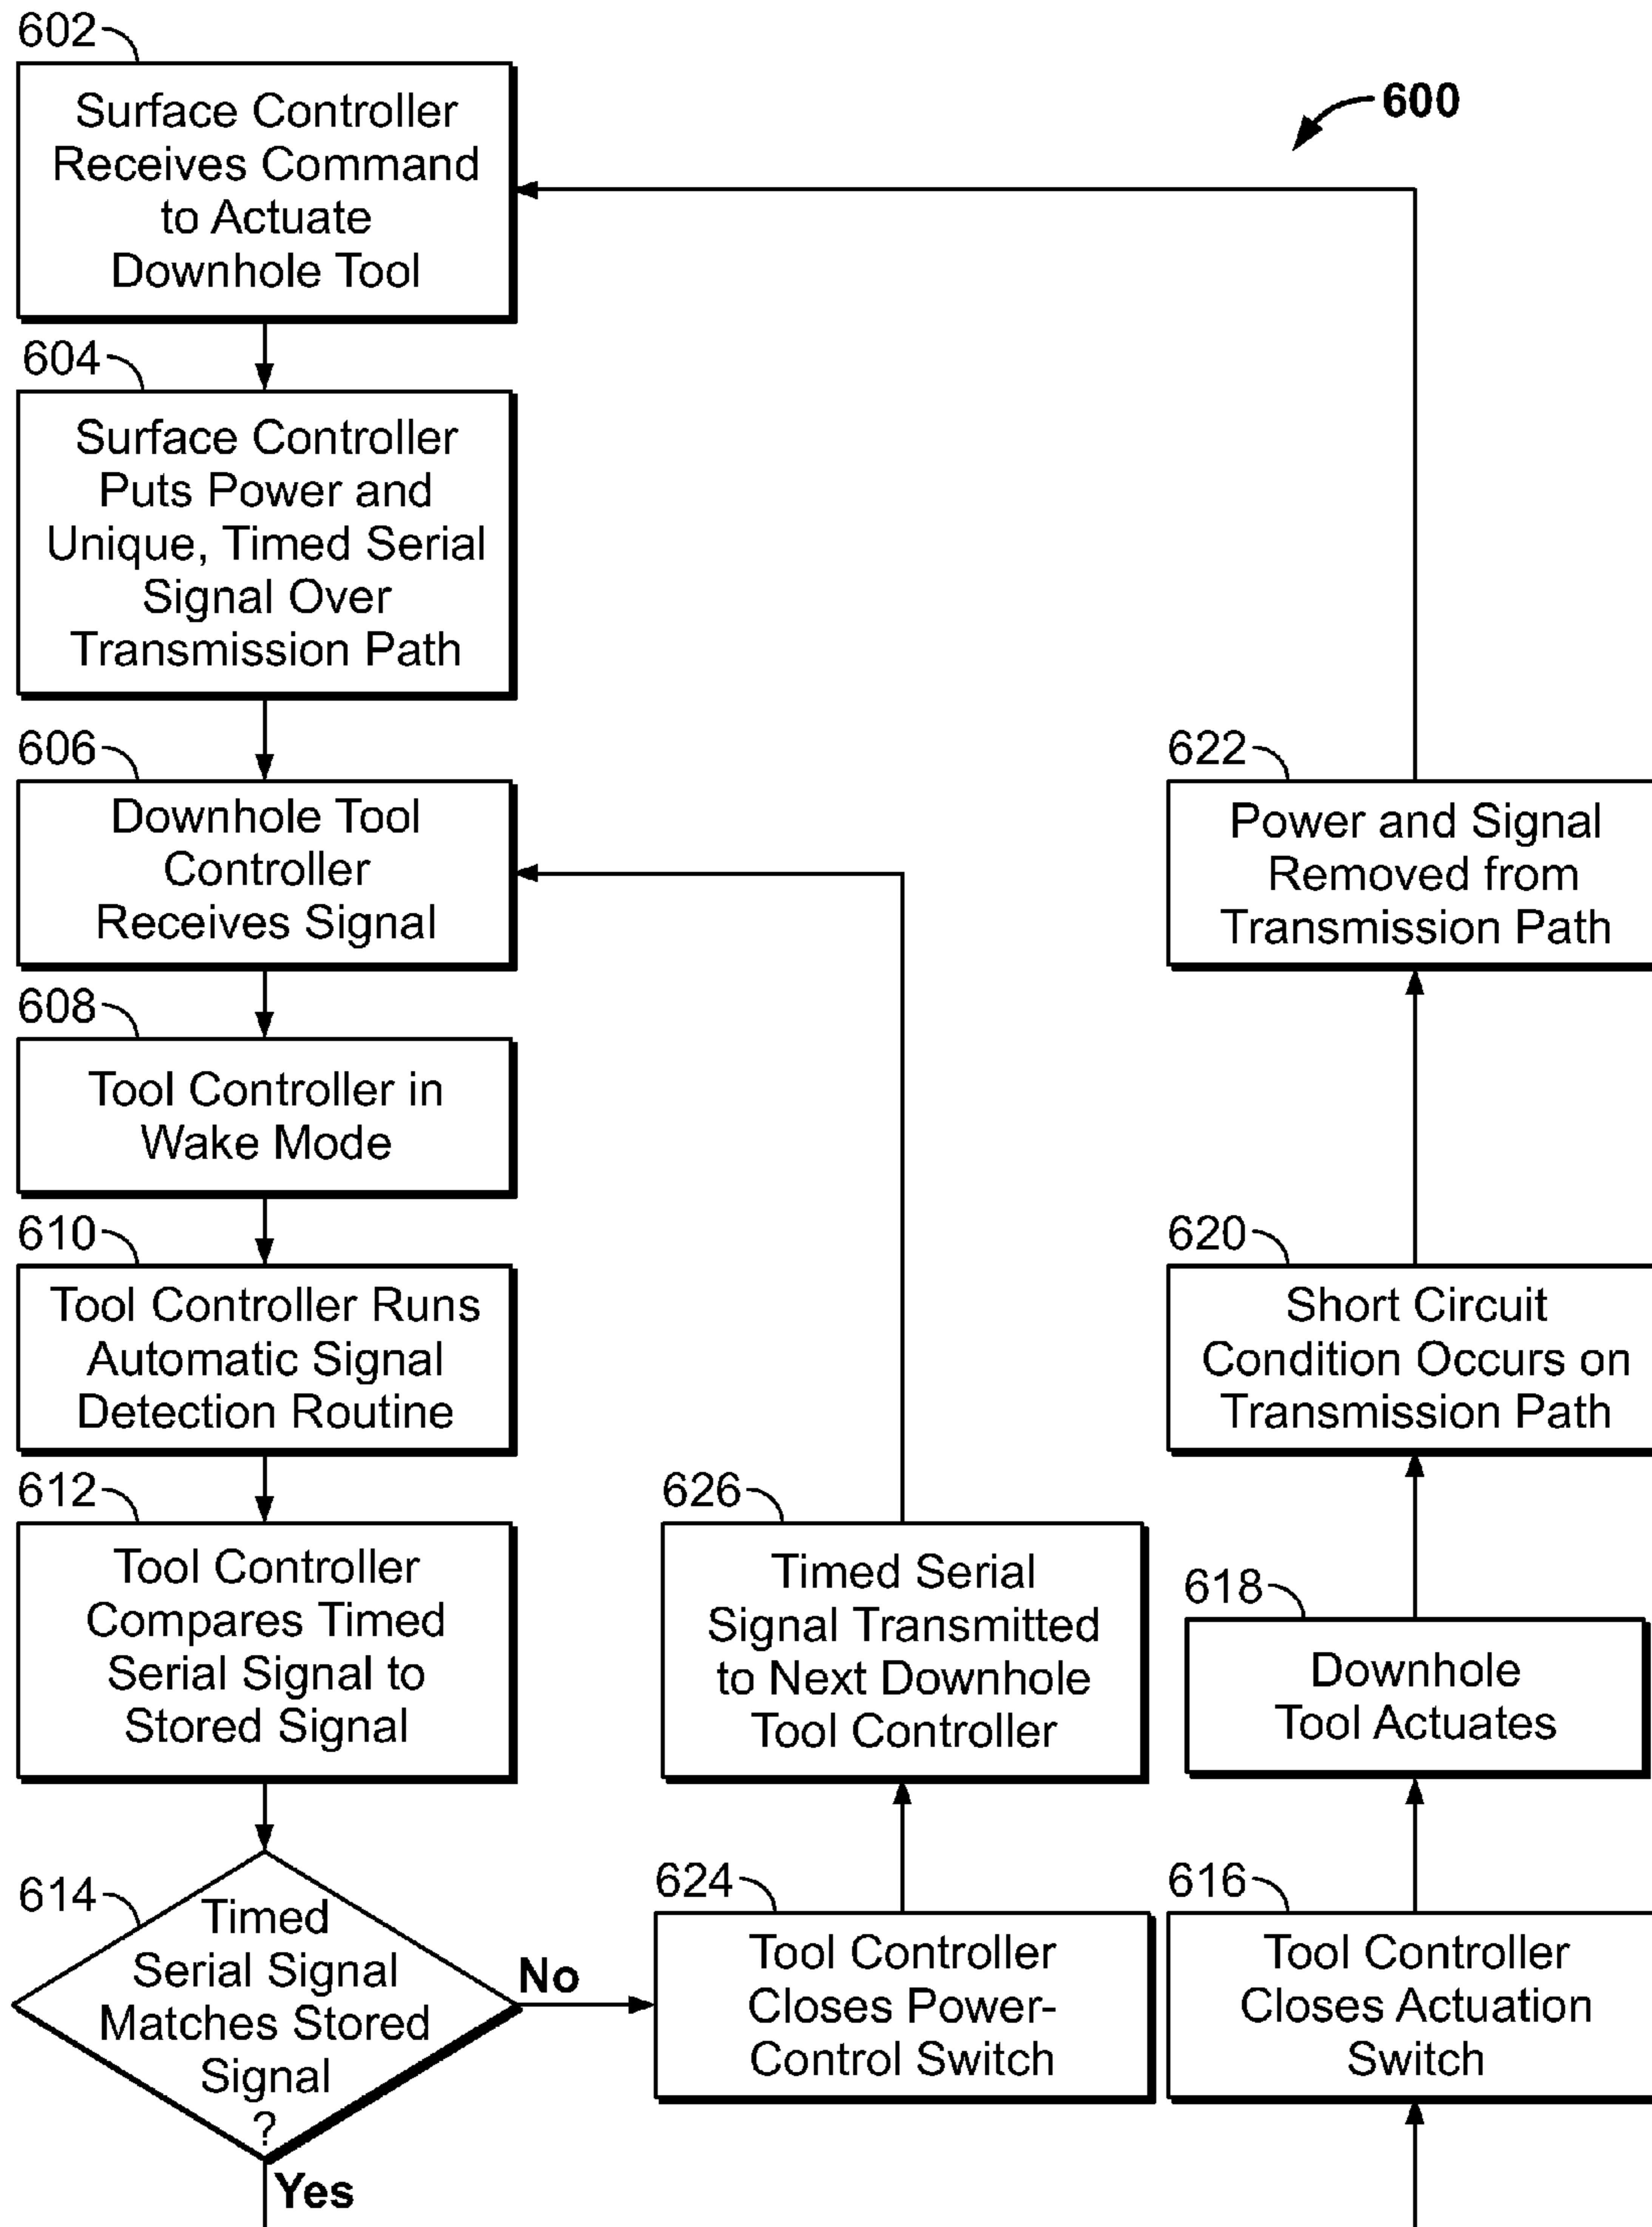 602
Surface Controller
Receives Command
to Actuate
Downhole Tool
600
604
Surface Controller
Puts Power and
Unique, Timed Serial
Signal Over
Transmission Path
606
Downhole Tool
Controller
Receives Signal
608
Tool Controller in
Wake Mode
610
Tool Controller Runs
Automatic Signal
Detection Routine
612
Tool Controller
Compares Timed
Serial Signal to
Stored Signal
614
Timed
Serial Signal
Matches Stored
Signal
?
No
Yes
624
Tool Controller
Closes Power-
Control Switch
626
Timed Serial
Signal Transmitted
to Next Downhole
Tool Controller
616
Tool Controller
Closes Actuation
Switch
618
Downhole
Tool Actuates
620
Short Circuit
Condition Occurs on
Transmission Path
622
Power and Signal
Removed from
Transmission Path